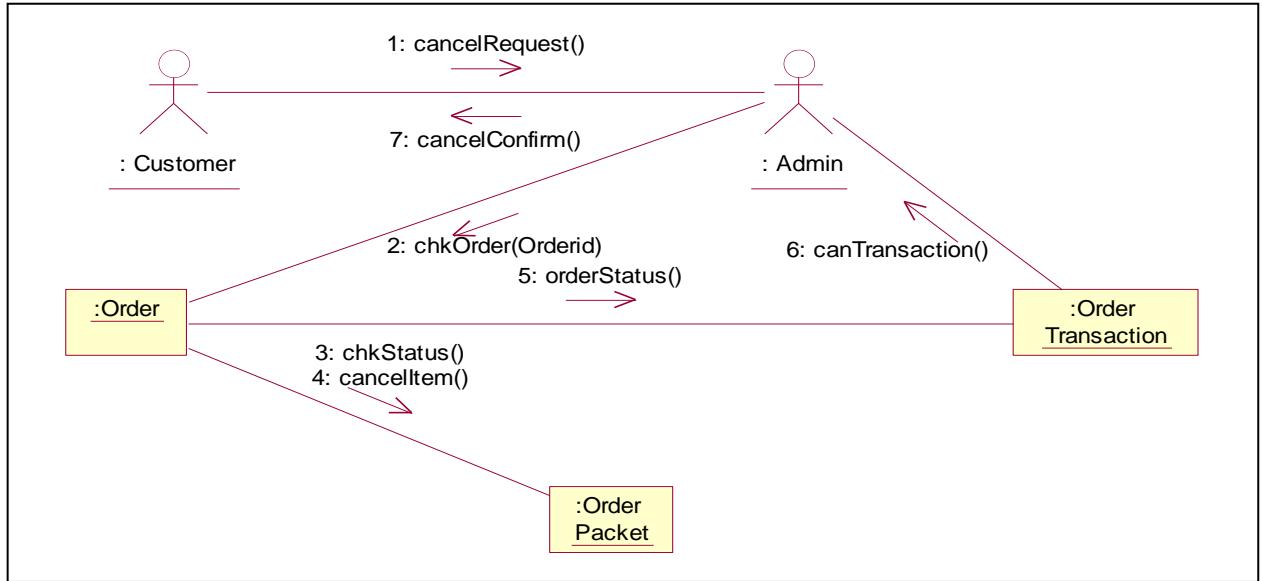 1: cancelRequest()
7: cancelConfirm()
: Customer
: Admin
2: chkOrder(Orderid)
6: canTransaction()
5: orderStatus()
:Order
:Order
Transaction
3: chkStatus()
4: cancelItem()
:Order
Packet